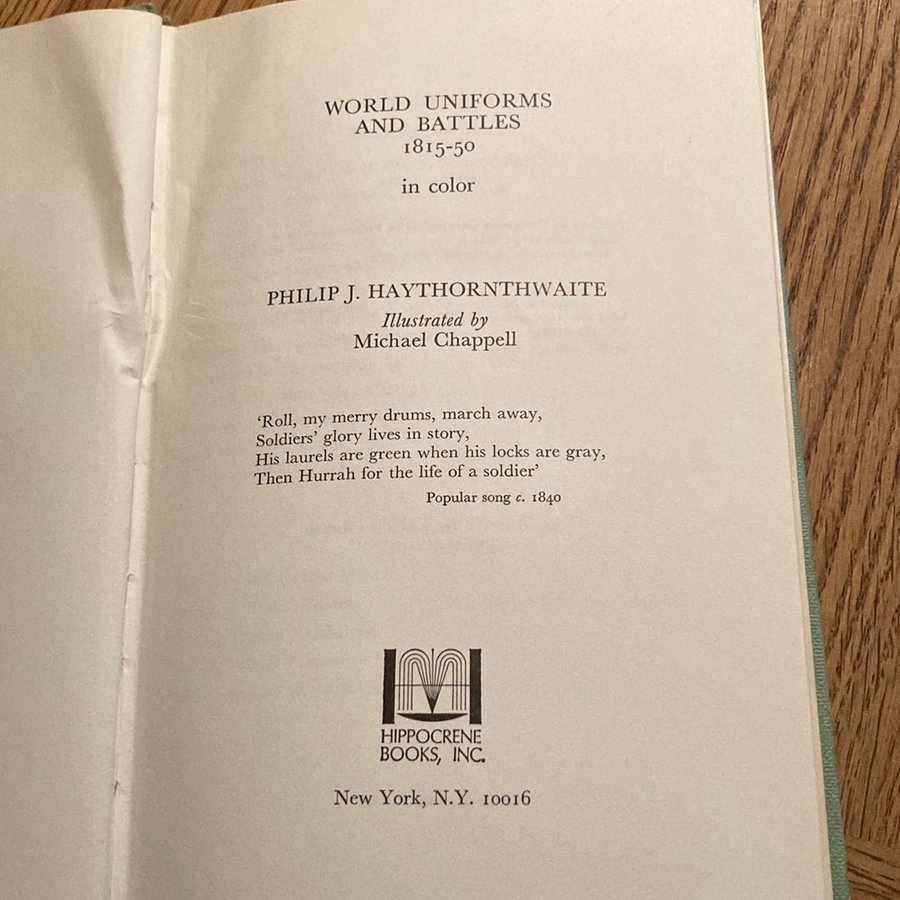 WORLD UNIFORMS
AND BATTLES
1815-50
in color
PHILIP J. HAYTHORNTHWAITE
Illustrated by
Michael Chappell
‘Roll, my merry drums, march away,
Soldiers’ glory lives in story,
His laurels are green when his locks are gray,
Then Hurrah for the life of a soldier’
Popular song c. 1840
HIPPOCRENE
BOOKS, INC.
New York, N.Y. 10016